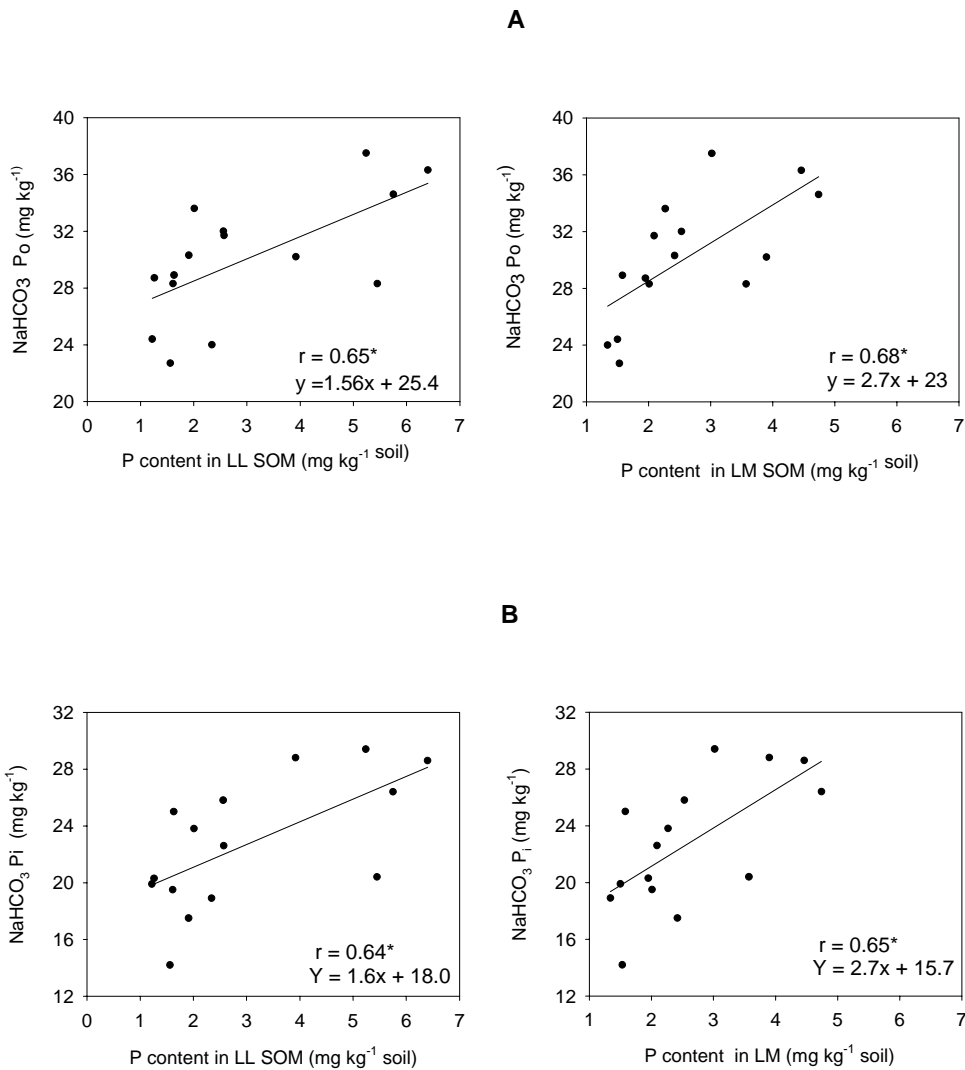 A
NaHCO3 Po (mg kg-1)
40
36
32
28
24
20
0 1 2 3 4 5 6 7
r = 0.65*
y =1.56x + 25.4
P content in LL SOM (mg kg-1 soil)
NaHCO3 Po (mg kg-1)
40
36
32
28
24
20
1 2 3 4 5 6 7
r = 0.68*
y = 2.7x + 23
P content in LM SOM (mg kg-1 soil)
B
NaHCO3 Pi (mg kg-1)
32
28
24
20
16
12
0 1 2 3 4 5 6 7
r = 0.64*
Y = 1.6x + 18.0
P content in LL SOM (mg kg-1 soil)
NaHCO3 Pi (mg kg-1)
32
28
24
20
16
12
1 2 3 4 5 6 7
r = 0.65*
Y = 2.7x + 15.7
P content in LM (mg kg-1 soil)